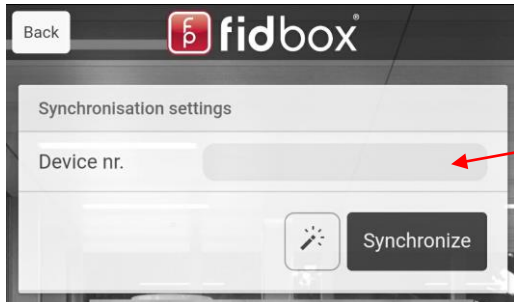 Back
fidbox®
Synchronisation settings
Device nr.
Synchronize